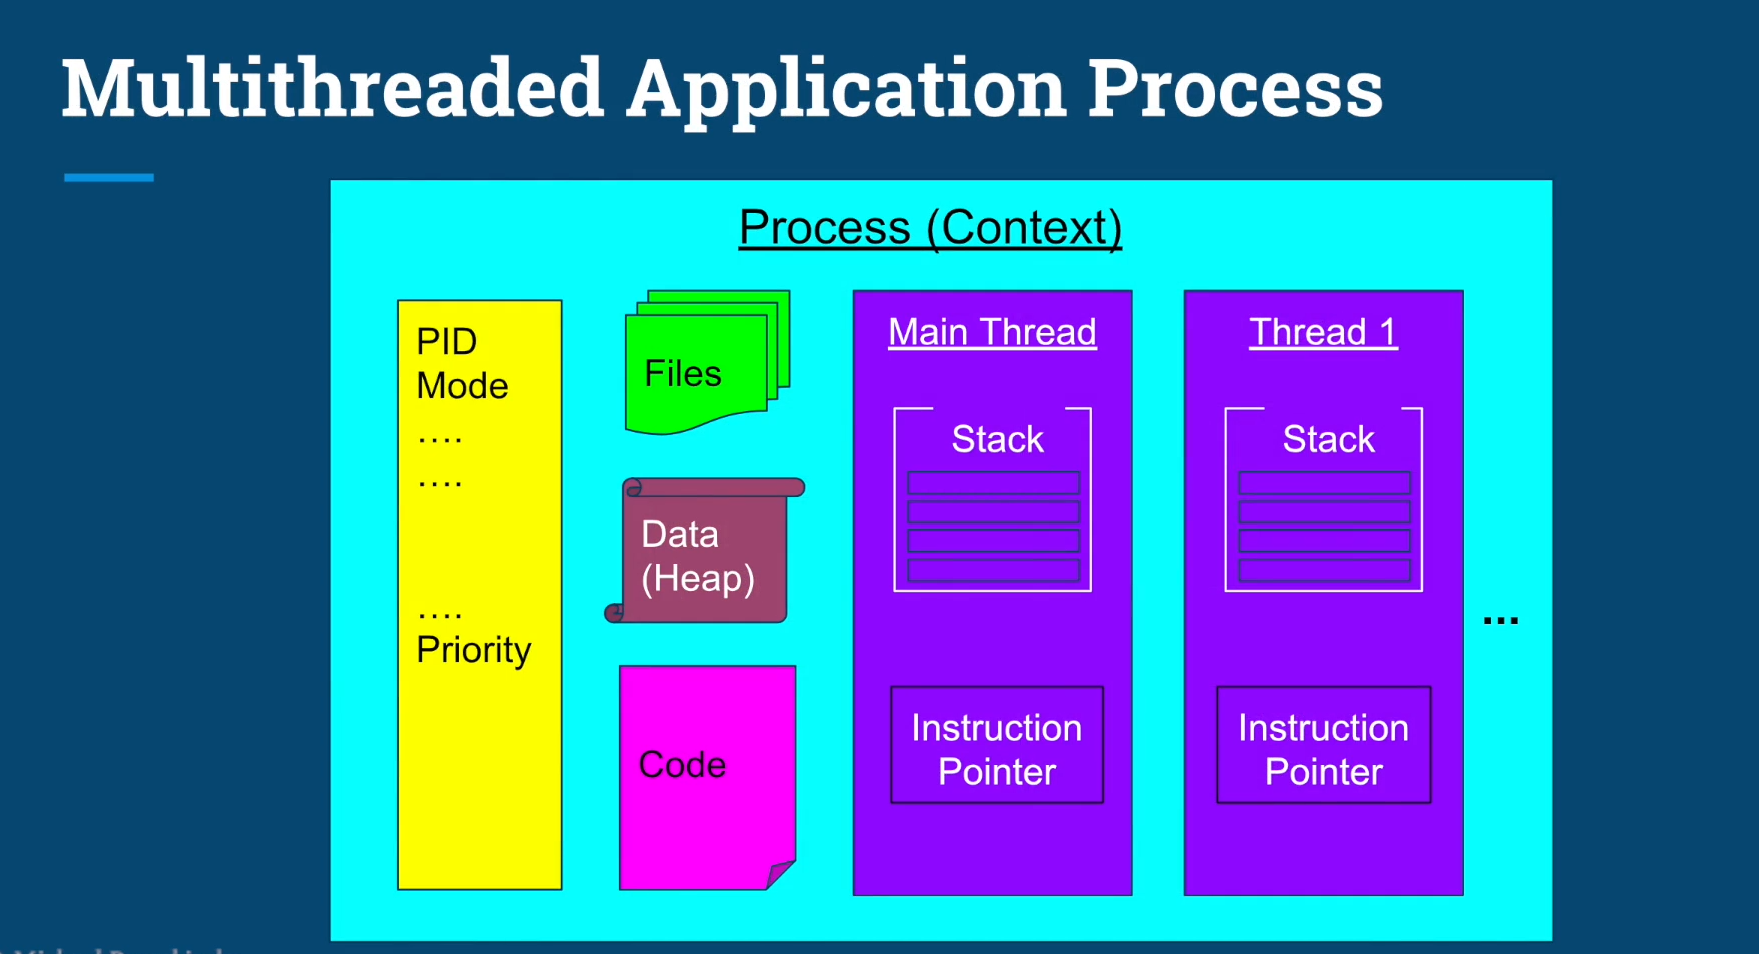 Multithreaded Application Process
Process (Context)
PID
Mode
....
....
....
Priority
Files
Data
(Heap)
Code
Main Thread
Stack
Instruction
Pointer
Thread 1
Stack
Instruction
Pointer
...